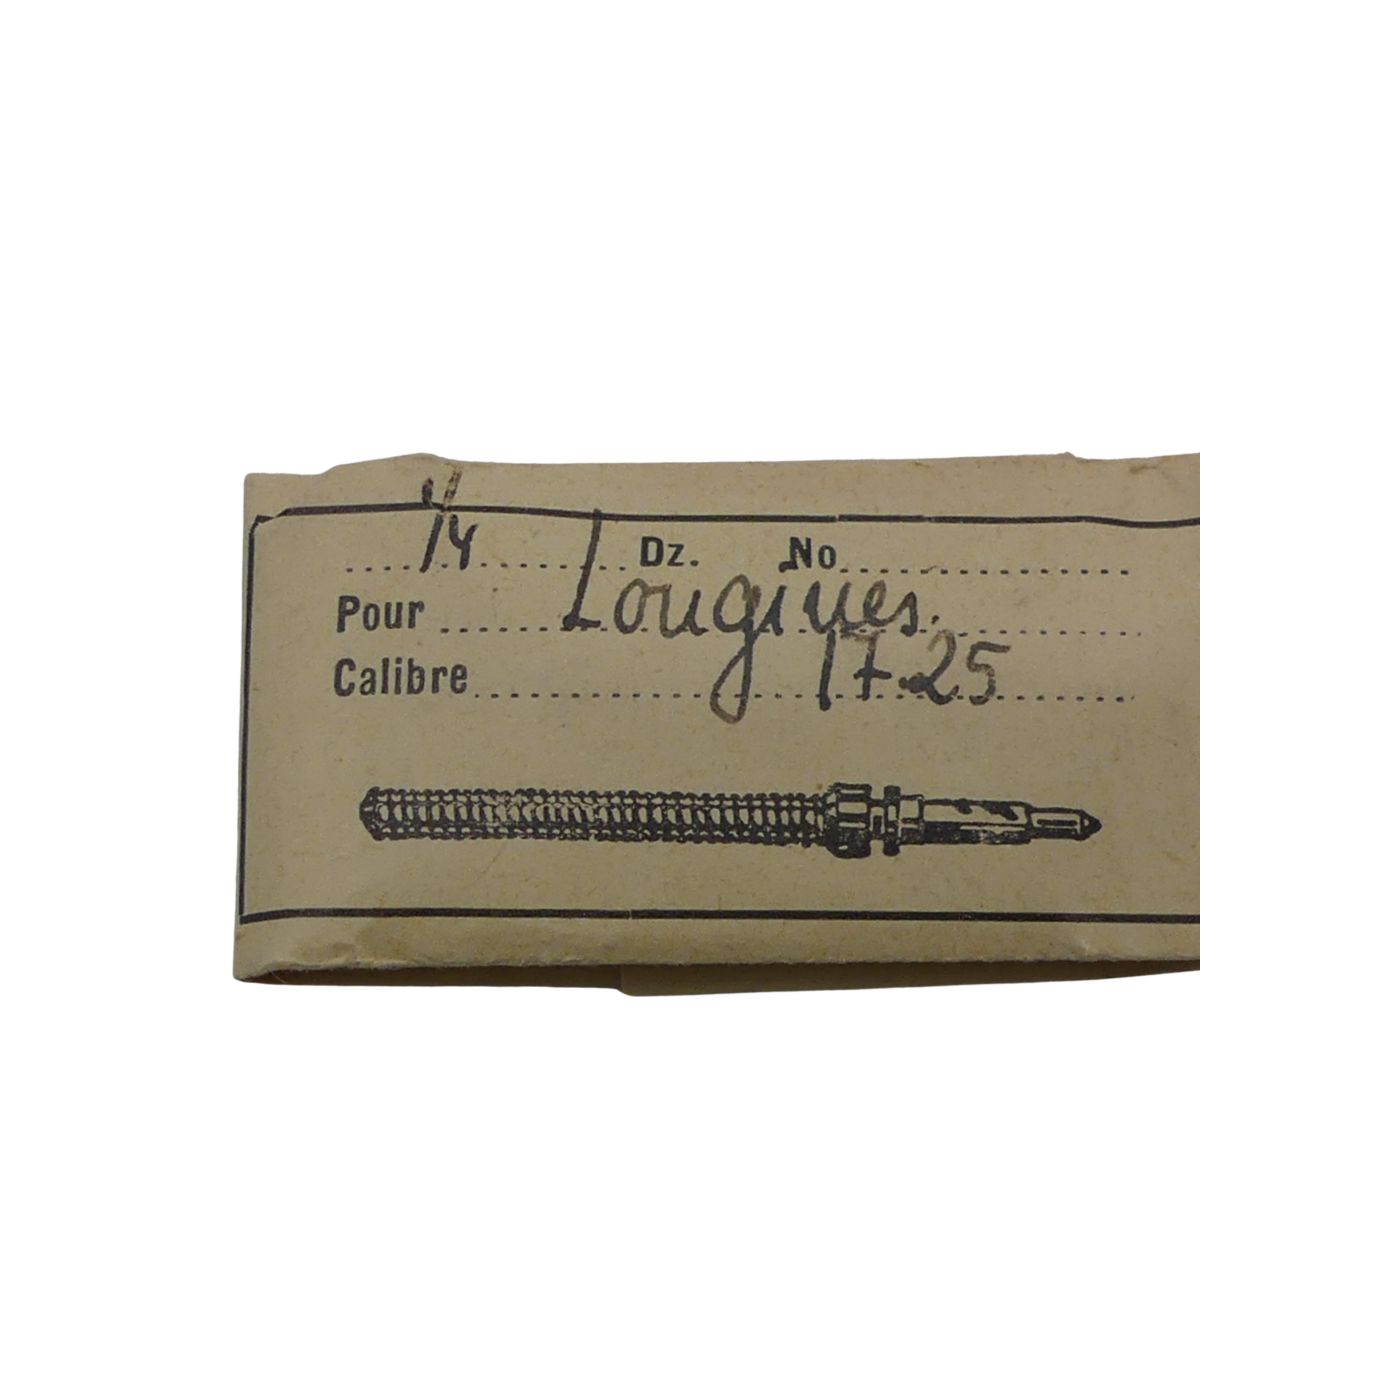 1/4 Dz. No
Pour Longines.
Calibre 17.25